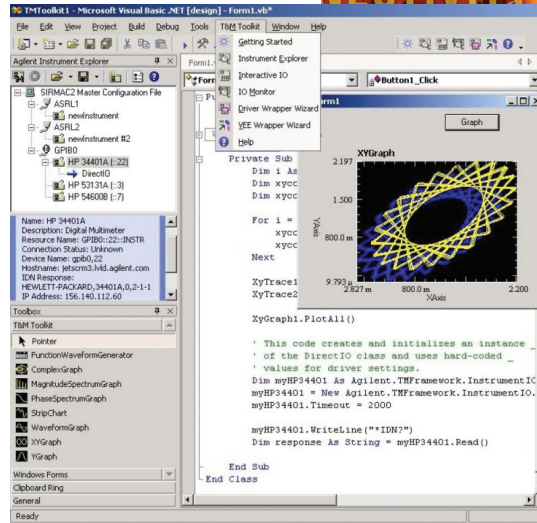 TMToolkit1 - Microsoft Visual Basic .NET [design] - Form1.vb*
File Edit View Project Build Debug Tools T&M Toolkit Window Help
Agilent Instrument Explorer
SIRMAC2 Master Configuration File
ASRL1
newInstrument
ASRL2
newInstrument #2
GPIB0
HP 34401A (::22)
DirectIO
HP 53131A (::3)
HP 54600B (::7)
Name: HP 34401A
Description: Digital Multimeter
Resource Name: GPIB0::22::INSTR
Connection Status: Unknown
Device Name: gpib0,22
Hostname: jetscrm3.lvld.agilent.com
IDN Response:
HEWLETT-PACKARD,34401A,0,2-1-1
IP Address: 156.140.112.60
Toolbox
T&M Toolkit
Pointer
FunctionWaveformGenerator
ComplexGraph
MagnitudeSpectrumGraph
PhaseSpectrumGraph
StripChart
WaveformGraph
XYGraph
YGraph
Windows Forms
Clipboard Ring
General
Ready
Getting Started
Instrument Explorer
Interactive IO
IO Monitor
Driver Wrapper Wizard
VEE Wrapper Wizard
Help
Form1.
Form
Button1_Click
Pu
Private Sub
Dim i As
Dim xycc
Dim xycc
For i =
xycc
xycc
Next
XyTrace1
XyTrace2
XyGraph1.PlotAll()
' This code creates and initializes an instance _
' of the DirectIO class and uses hard-coded _
' values for driver settings.
Dim myHP34401 As Agilent.TMFramework.InstrumentIO
myHP34401 = New Agilent.TMFramework.InstrumentIO.
myHP34401.Timeout = 2000
myHP34401.WriteLine("*IDN?")
Dim response As String = myHP34401.Read()
End Sub
End Class
rm1
Graph
XYGraph
2.197
1.500
800.0 m
9.793 µ
YAxis
2.827 m 800.0 m 2.200
XAxis